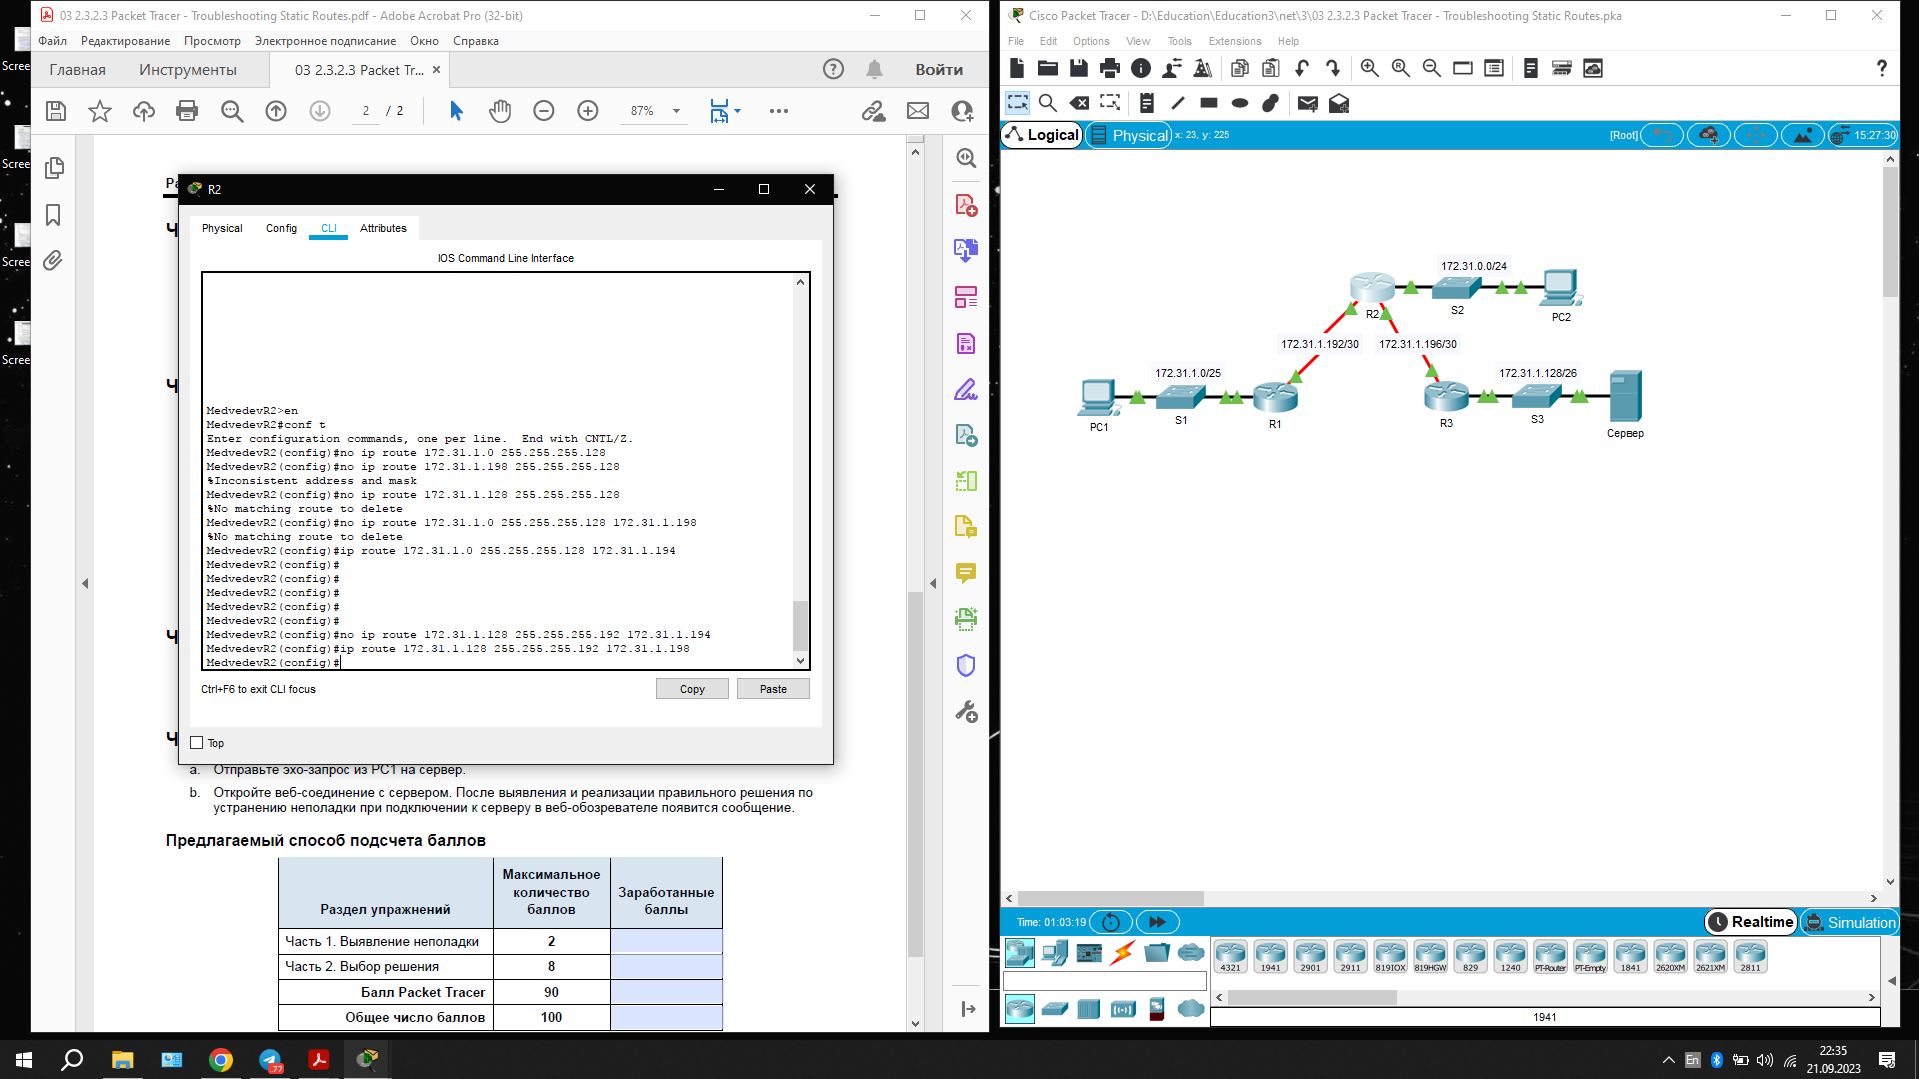 03 2.3.2.3 Packet Tracer - Troubleshooting Static Routes.pdf - Adobe Acrobat Pro (32-bit)
Файл Редактирование Просмотр Электронное подписание Окно Справка
Главная Инструменты 03 2.3.2.3 Packet Tr... × Войти
2 / 2 87%
R2
Physical Config CLI Attributes
IOS Command Line Interface
MedvedevR2>en
MedvedevR2#conf t
Enter configuration commands, one per line. End with CNTL/Z.
MedvedevR2(config)#no ip route 172.31.1.0 255.255.255.128
MedvedevR2(config)#no ip route 172.31.1.198 255.255.255.128
%Inconsistent address and mask
MedvedevR2(config)#no ip route 172.31.1.128 255.255.255.128
%No matching route to delete
MedvedevR2(config)#no ip route 172.31.1.0 255.255.255.128 172.31.1.198
%No matching route to delete
MedvedevR2(config)#ip route 172.31.1.0 255.255.255.128 172.31.1.194
MedvedevR2(config)#
MedvedevR2(config)#
MedvedevR2(config)#
MedvedevR2(config)#
MedvedevR2(config)#
MedvedevR2(config)#no ip route 172.31.1.128 255.255.255.192 172.31.1.194
MedvedevR2(config)#ip route 172.31.1.128 255.255.255.192 172.31.1.198
MedvedevR2(config)#
Ctrl+F6 to exit CLI focus
Copy Paste
Top
a. Отправьте эхо-запрос из PC1 на сервер.
b. Откройте веб-соединение с сервером. После выявления и реализации правильного решения по
устранению неполадки при подключении к серверу в веб-обозревателе появится сообщение.
Предлагаемый способ подсчета баллов
Раздел упражнений Максимальное количество баллов Заработанные баллы
Часть 1. Выявление неполадки 2
Часть 2. Выбор решения 8
Балл Packet Tracer 90
Общее число баллов 100
Cisco Packet Tracer - D:\Education\Education3\net\3\03 2.3.2.3 Packet Tracer - Troubleshooting Static Routes.pka
File Edit Options View Tools Extensions Help
Logical Physical x: 23, y: 225 [Root] 15:27:30
172.31.0.0/24
R2 S2 PC2
172.31.1.192/30 172.31.1.196/30
172.31.1.0/25 172.31.1.128/26
PC1 S1 R1 R3 S3 Сервер
Time: 01:03:19 Realtime Simulation
4321 1941 2901 2911 819IOX 819HGW 829 1240 PT-Router PT-Empty 1841 2620XM 2621XM 2811
1941
Scree
Scree
Scree
Scree
77
En
22:35
21.09.2023